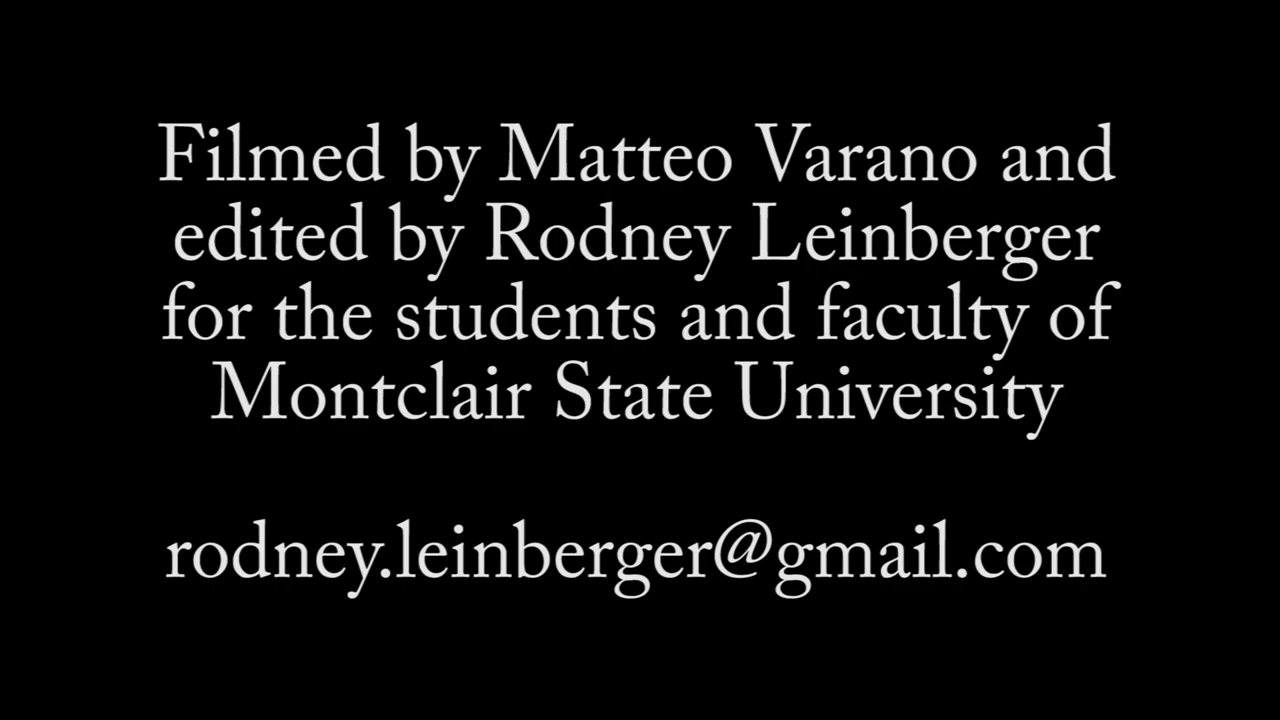 Filmed by Matteo Varano and
edited by Rodney Leinberger
for the students and faculty of
Montclair State University
rodney.leinberger@gmail.com